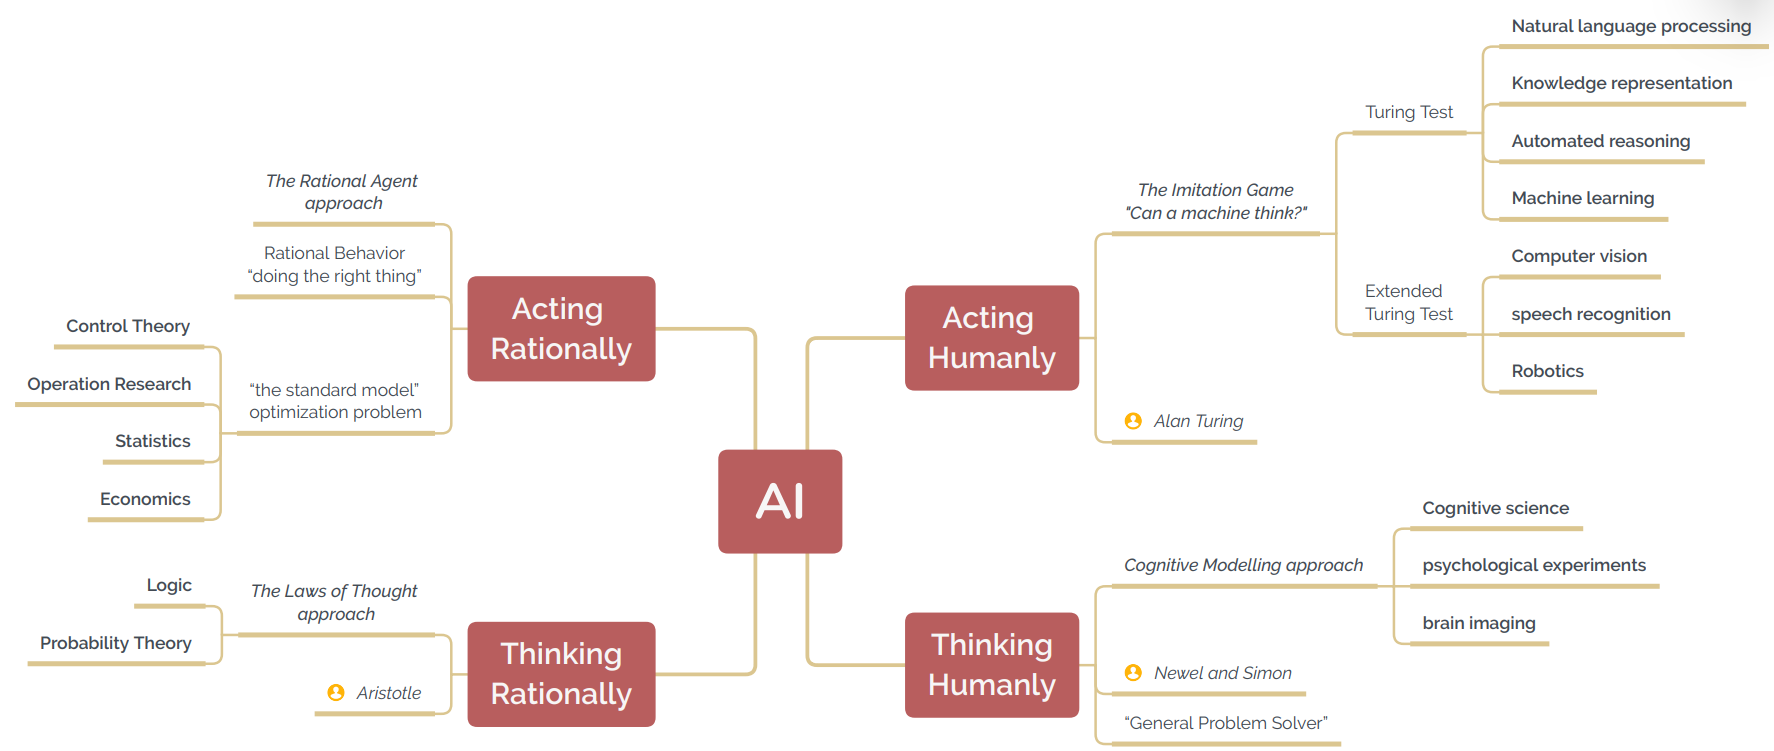 AI
Acting
Rationally
The Rational Agent
approach
Rational Behavior
“doing the right thing”
“the standard model”
optimization problem
Control Theory
Operation Research
Statistics
Economics
Thinking
Rationally
The Laws of Thought
approach
Logic
Probability Theory
Aristotle
Acting
Humanly
The Imitation Game
"Can a machine think?"
Turing Test
Natural language processing
Knowledge representation
Automated reasoning
Machine learning
Extended
Turing Test
Computer vision
speech recognition
Robotics
Alan Turing
Thinking
Humanly
Cognitive Modelling approach
Cognitive science
psychological experiments
brain imaging
Newel and Simon
“General Problem Solver”